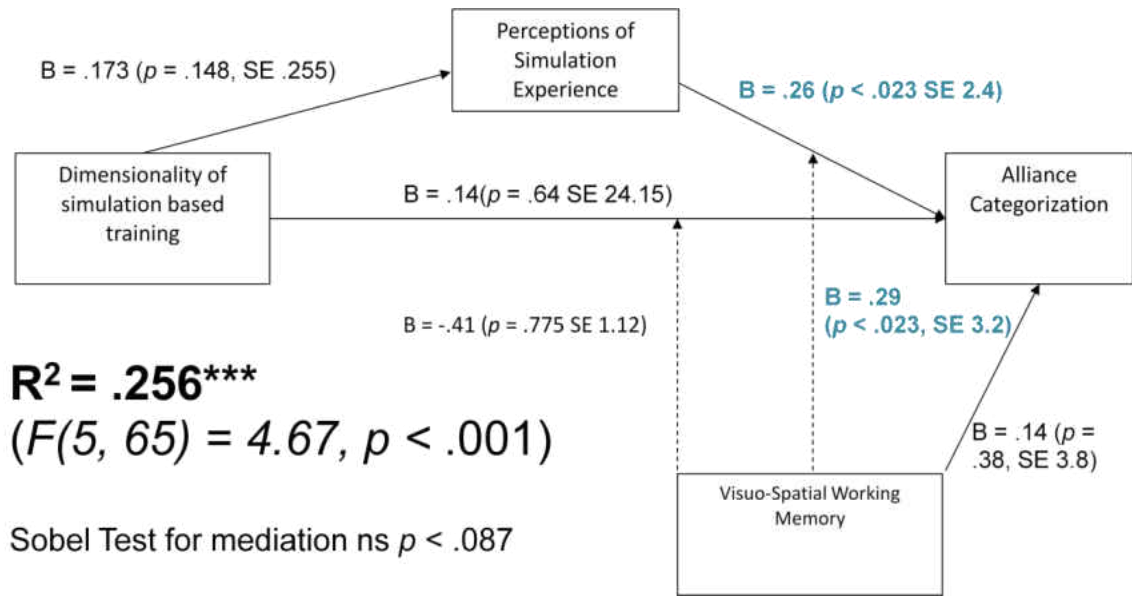 Perceptions of
Simulation
Experience
B = .173 (p = .148, SE .255)
B = .26 (p < .023 SE 2.4)
Dimensionality of
simulation based
training
B = .14(p = .64 SE 24.15)
Alliance
Categorization
B = -.41 (p = .775 SE 1.12)
B = .29
(p < .023, SE 3.2)
R² = .256***
(F(5, 65) = 4.67, p < .001)
B = .14 (p =
.38, SE 3.8)
Visuo-Spatial Working
Memory
Sobel Test for mediation ns p < .087